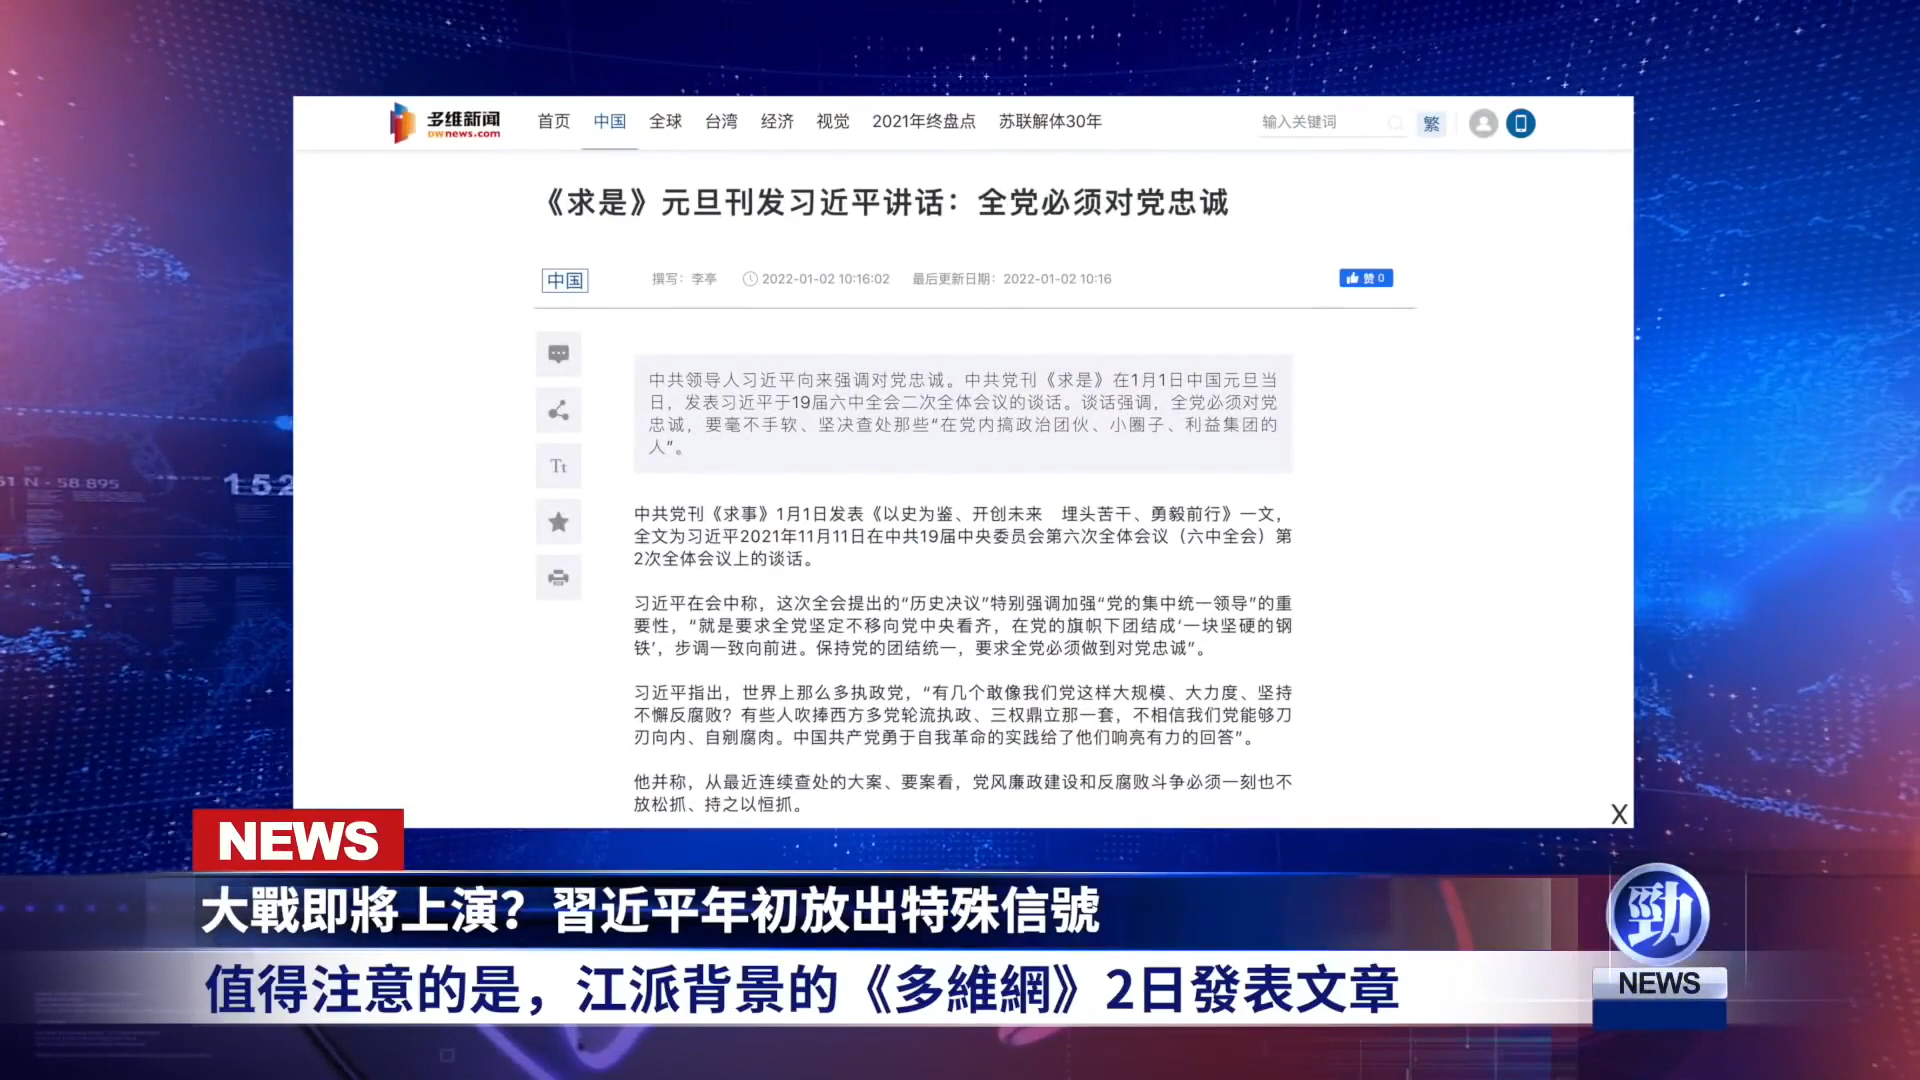 多维新闻
DWnews.com
首页 中国 全球 台湾 经济 视觉 2021年终盘点 苏联解体30年
输入关键词
繁
《求是》元旦刊发习近平讲话：全党必须对党忠诚
中国 撰写：李亭 2022-01-02 10:16:02 最后更新日期：2022-01-02 10:16
赞 0
Tt
中共领导人习近平向来强调对党忠诚。中共党刊《求是》在1月1日中国元旦当
日，发表习近平于19届六中全会二次全体会议的谈话。谈话强调，全党必须对党
忠诚，要毫不手软、坚决查处那些“在党内搞政治团伙、小圈子、利益集团的
人”。
中共党刊《求事》1月1日发表《以史为鉴、开创未来 埋头苦干、勇毅前行》一文，
全文为习近平2021年11月11日在中共19届中央委员会第六次全体会议（六中全会）第
2次全体会议上的谈话。
习近平在会中称，这次全会提出的“历史决议”特别强调加强“党的集中统一领导”的重
要性，“就是要求全党坚定不移向党中央看齐，在党的旗帜下团结成‘一块坚硬的钢
铁’，步调一致向前进。保持党的团结统一，要求全党必须做到对党忠诚”。
习近平指出，世界上那么多执政党，“有几个敢像我们党这样大规模、大力度、坚持
不懈反腐败？有些人吹捧西方多党轮流执政、三权鼎立那一套，不相信我们党能够刀
刃向内、自剜腐肉。中国共产党勇于自我革命的实践给了他们响亮有力的回答”。
他并称，从最近连续查处的大案、要案看，党风廉政建设和反腐败斗争必须一刻也不
放松抓、持之以恒抓。
X
51 N - 58 895
152
NEWS
大戰即將上演？習近平年初放出特殊信號
值得注意的是，江派背景的《多維網》2日發表文章
勁
NEWS